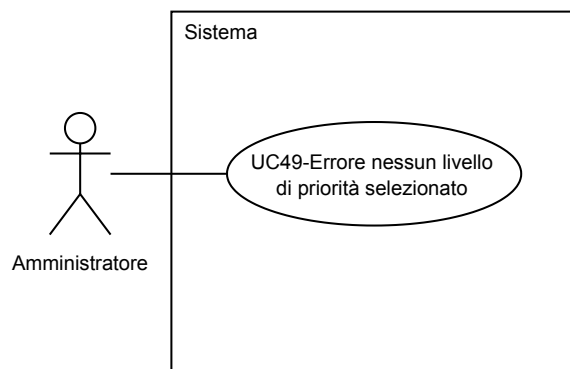 Sistema
UC49-Errore nessun livello
di priorità selezionato
Amministratore